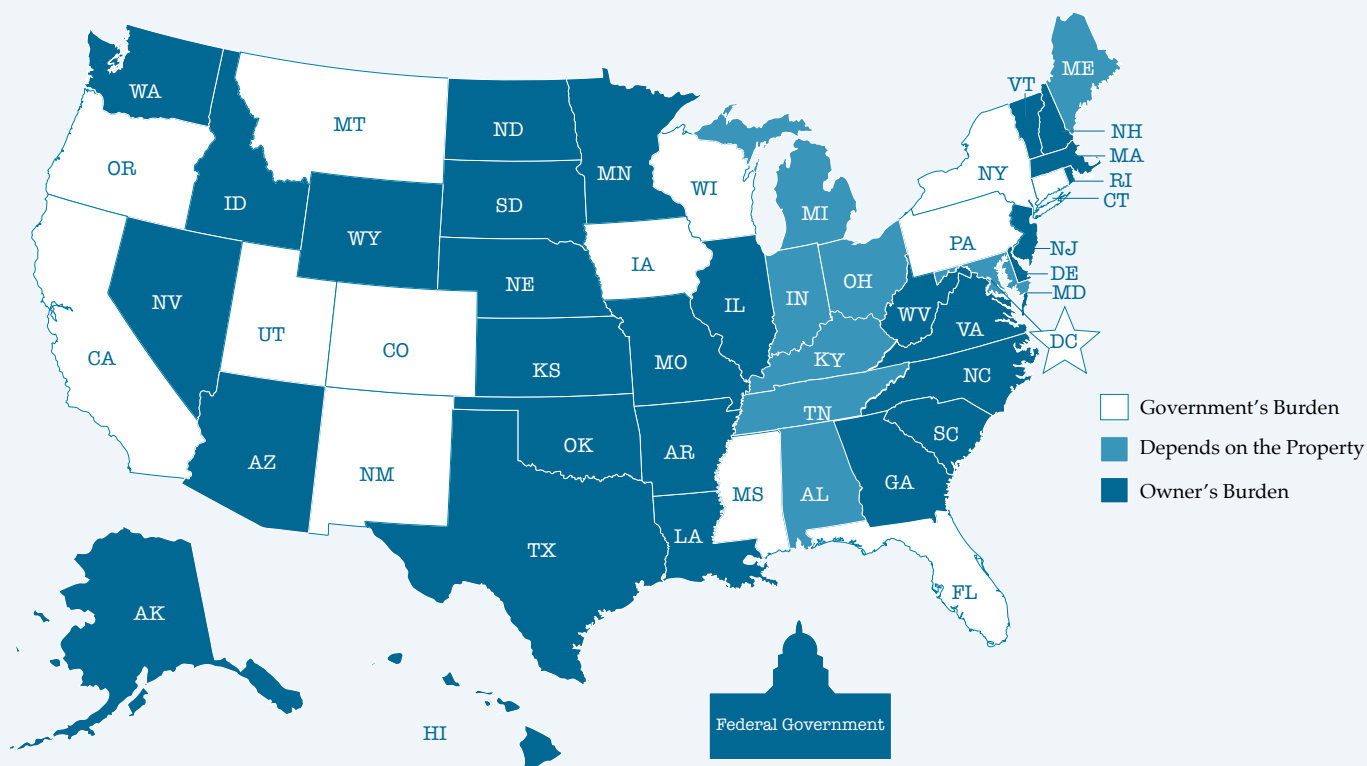 ME
VT
WA
MT
ND
NH
MN
MA
OR
NY
WI
RI
ID
SD
CT
MI
WY
PA
NJ
IA
DE
NE
OH
MD
NV
IN
IL
WV
UT
VA
DC
CO
CA
KY
MO
KS
NC
Government's Burden
TN
SC
OK
Depends on the Property
AR
AZ
NM
GA
MS
AL
Owner's Burden
LA
TX
FL
AK
Federal Government
HI